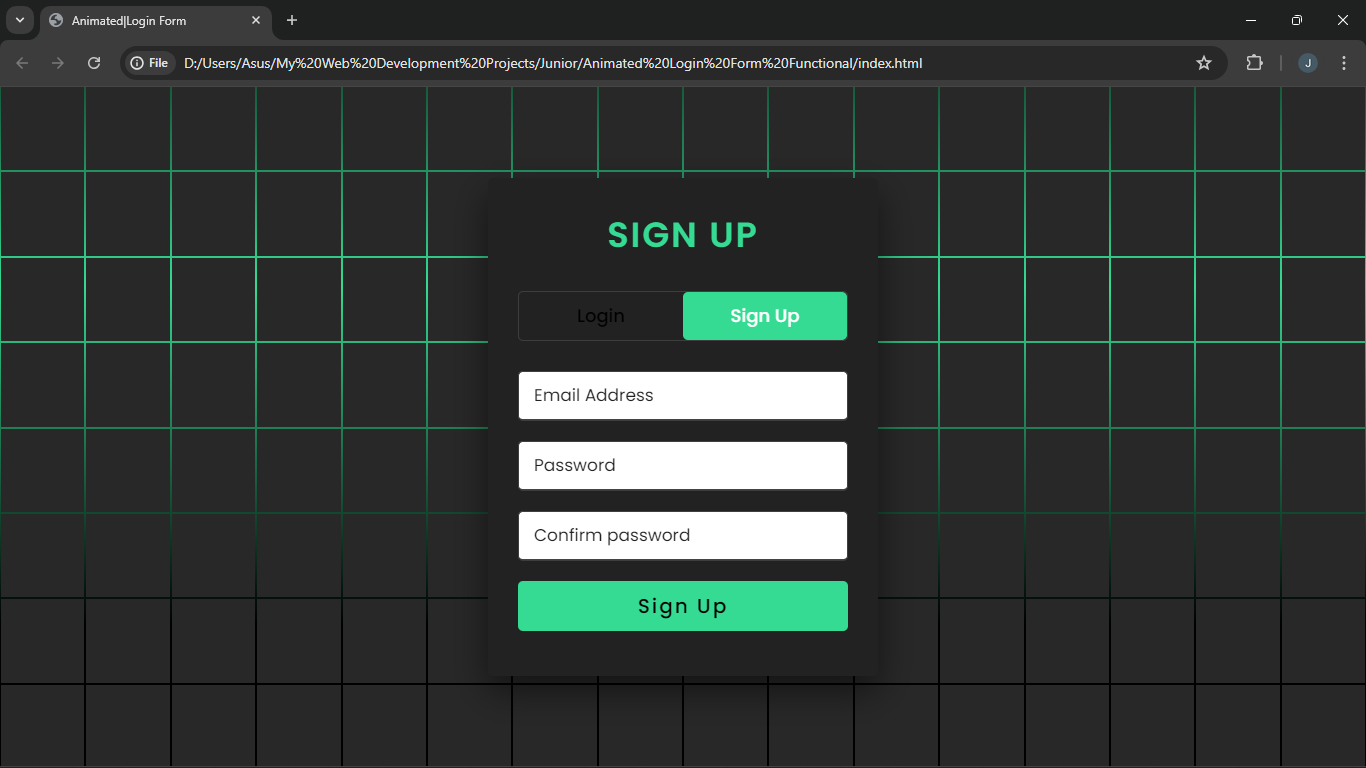 Animated|Login Form
File
D:/Users/Asus/My%20Web%20Development%20Projects/Junior/Animated%20Login%20Form%20Functional/index.html
J
SIGN UP
Login Sign Up
Email Address
Password
Confirm password
Sign Up